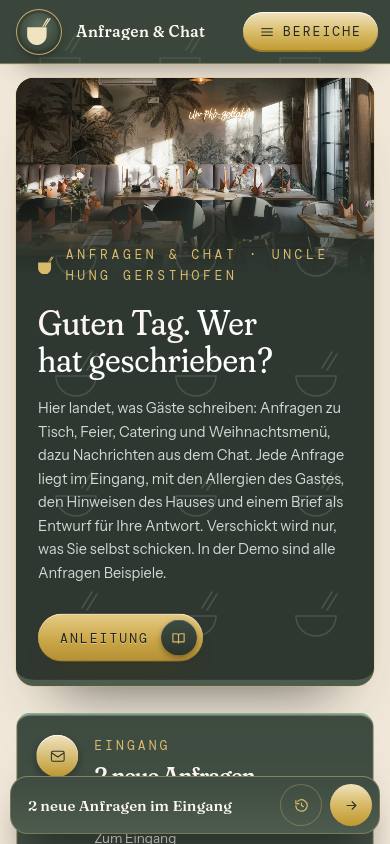 Anfragen & Chat
BEREICHE
ANFRAGEN & CHAT · UNCLE
HUNG GERSTHOFEN
Guten Tag. Wer
hat geschrieben?
Hier landet, was Gäste schreiben: Anfragen zu
Tisch, Feier, Catering und Weihnachtsmenü,
dazu Nachrichten aus dem Chat. Jede Anfrage
liegt im Eingang, mit den Allergien des Gastes,
den Hinweisen des Hauses und einem Brief als
Entwurf für Ihre Antwort. Verschickt wird nur,
was Sie selbst schicken. In der Demo sind alle
Anfragen Beispiele.
ANLEITUNG
EINGANG
2 neue Anfragen
2 neue Anfragen im Eingang
Zum Eingang